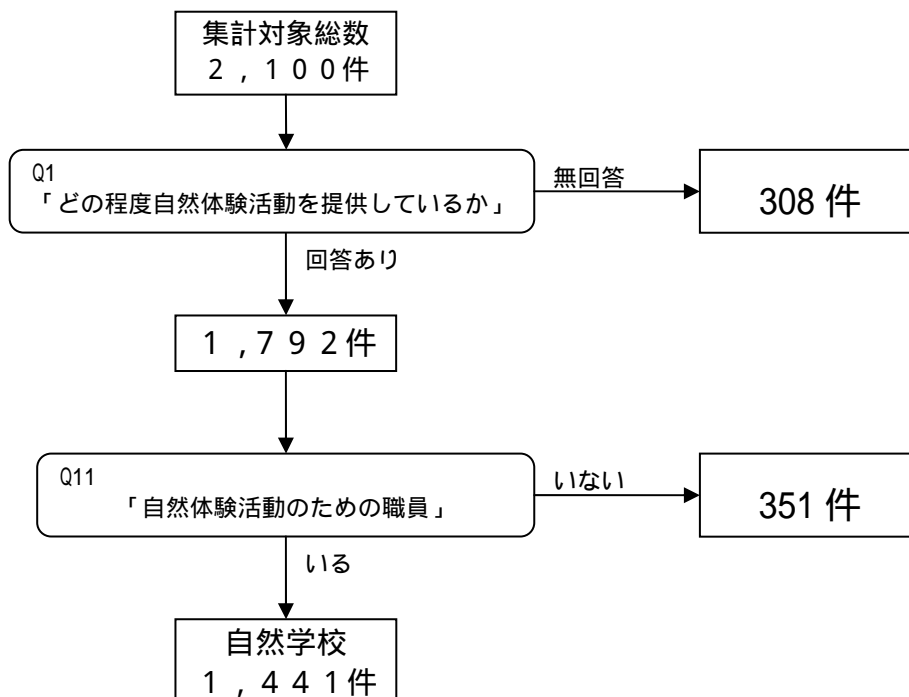 集計対象総数
２,１００件
Q1
「どの程度自然体験活動を提供しているか」
無回答
308 件
回答あり
１,７９２件
Q11
「自然体験活動のための職員」
いない
351 件
いる
自然学校
１,４４１件